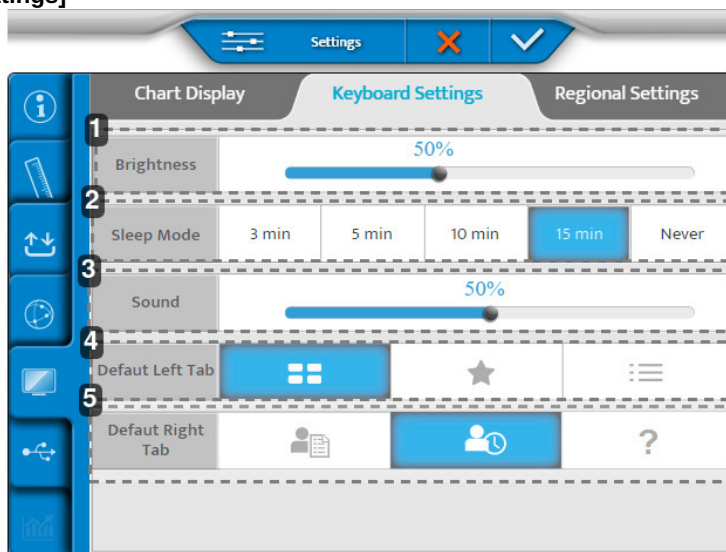 tings]
Settings
Chart Display Keyboard Settings Regional Settings
1
Brightness 50%
2
Sleep Mode 3 min 5 min 10 min 15 min Never
3
Sound 50%
4
Defaut Left Tab
5
Defaut Right
Tab
?